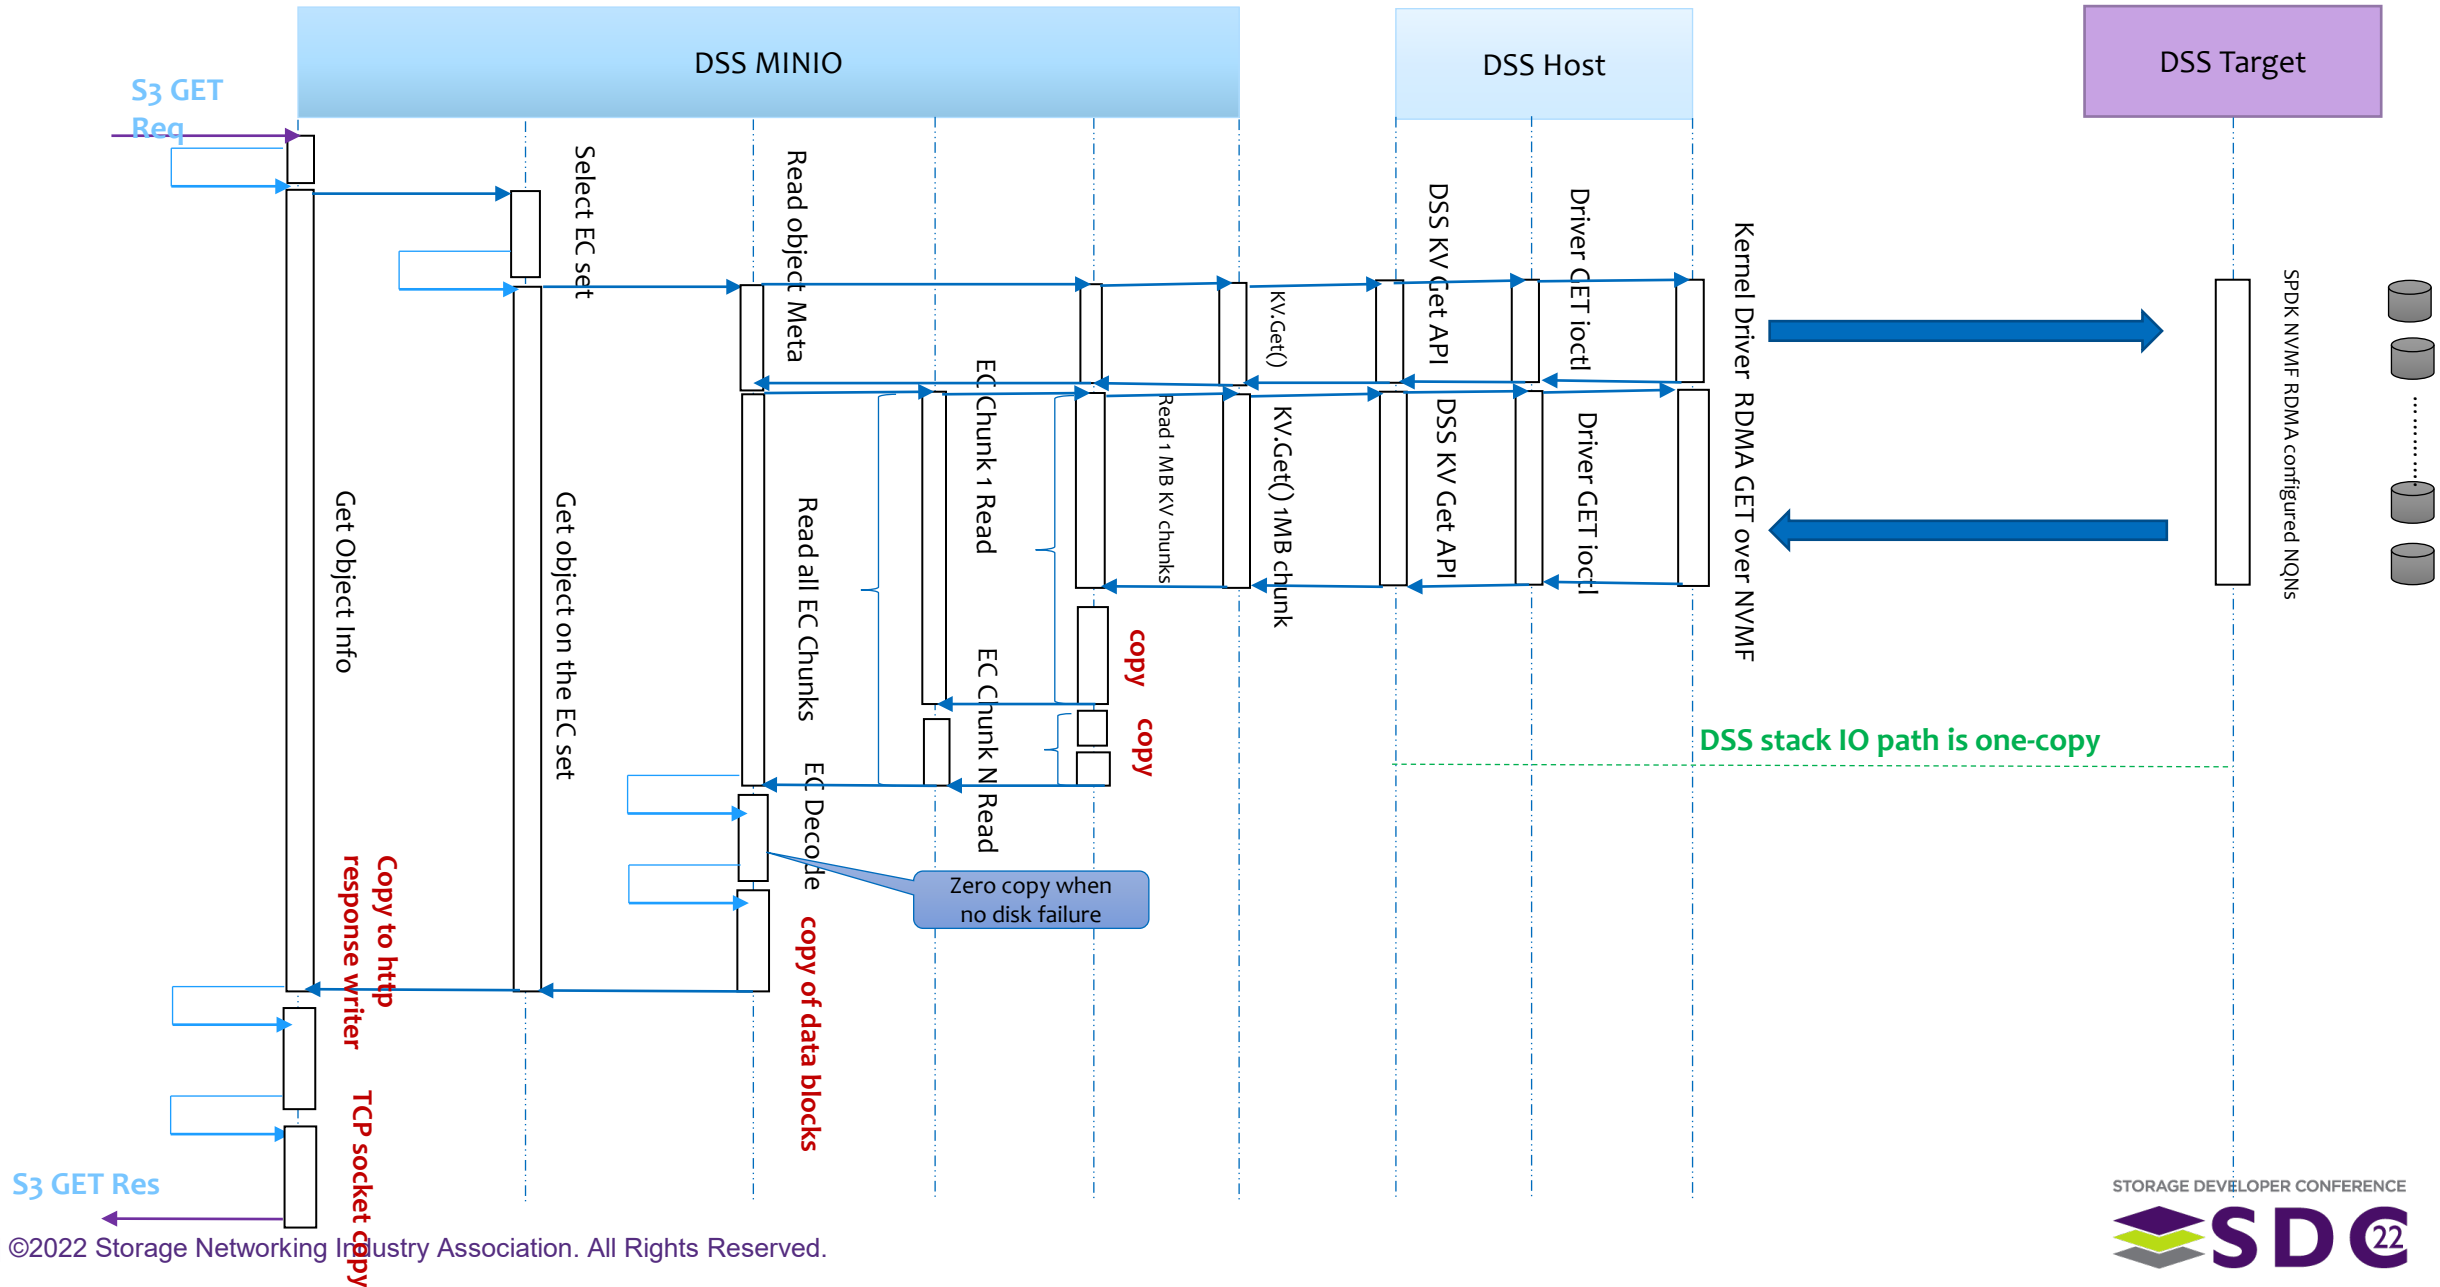 DSS MINIO
DSS Host
DSS Target
S3 GET
Req
Select EC set
Read object Meta
KV.Get()
DSS KV Get API
Driver GET ioctl
Kernel Driver RDMA GET over NVMF
SPDK NVMF RDMA configured NQNs
Get Object Info
Get object on the EC set
Read all EC Chunks
EC Chunk 1 Read
Read 1 MB KV chunks
KV.Get() 1MB chunk
DSS KV Get API
Driver GET ioctl
copy
copy
EC Chunk N Read
DSS stack IO path is one-copy
EC Decode
Zero copy when
no disk failure
copy of data blocks
Copy to http
response writer
TCP socket copy
S3 GET Res
©2022 Storage Networking Industry Association. All Rights Reserved.
STORAGE DEVELOPER CONFERENCE
SDC 22